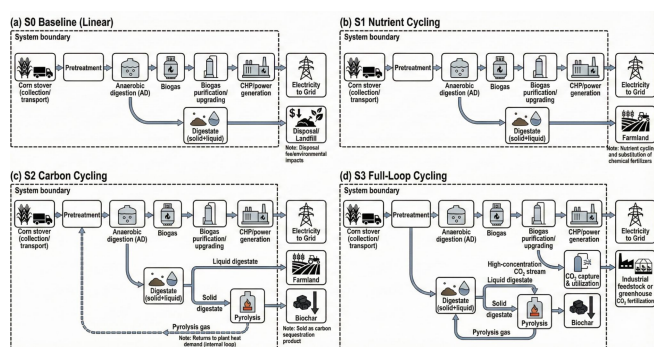 (a) S0 Baseline (Linear)
System boundary
Corn stover
(collection/
transport)
Pretreatment
Anaerobic
digestion (AD)
Biogas
Biogas
purification/
upgrading
CHP/power
generation
Electricity
to Grid
Digestate
(solid+liquid)
Disposal/
Landfill
Note: Disposal
fee/environmental
impacts
(b) S1 Nutrient Cycling
System boundary
Corn stover
(collection/
transport)
Pretreatment
Anaerobic
digestion (AD)
Biogas
Biogas
purification/
upgrading
CHP/power
generation
Electricity
to Grid
Digestate
(solid+liquid)
Farmland
Note: Nutrient cyclin
and substitution of
chemical fertilizers
(c) S2 Carbon Cycling
System boundary
Corn stover
(collection/
transport)
Pretreatment
Anaerobic
digestion (AD)
Biogas
Biogas
purification/
upgrading
CHP/power
generation
Electricity
to Grid
Liquid digestate
Farmland
Digestate
(solid+liquid)
Solid
digestate
Pyrolysis
Biochar
Note: Sold as carbon
sequestration
product
Pyrolysis gas
Note: Returns to plant heat
demand (internal loop)
(d) S3 Full-Loop Cycling
System boundary
Corn stover
(collection/
transport)
Pretreatment
Anaerobic
digestion (AD)
Biogas
Biogas
purification/
upgrading
CHP/power
generation
Electricity
to Grid
High-concentration
CO₂ stream
CO₂ capture
& utilization
Industrial
feedstock or
greenhouse
CO₂ fertilization
Liquid digestate
Digestate
(solid+liquid)
Solid
digestate
Pyrolysis
Biochar
Pyrolysis gas